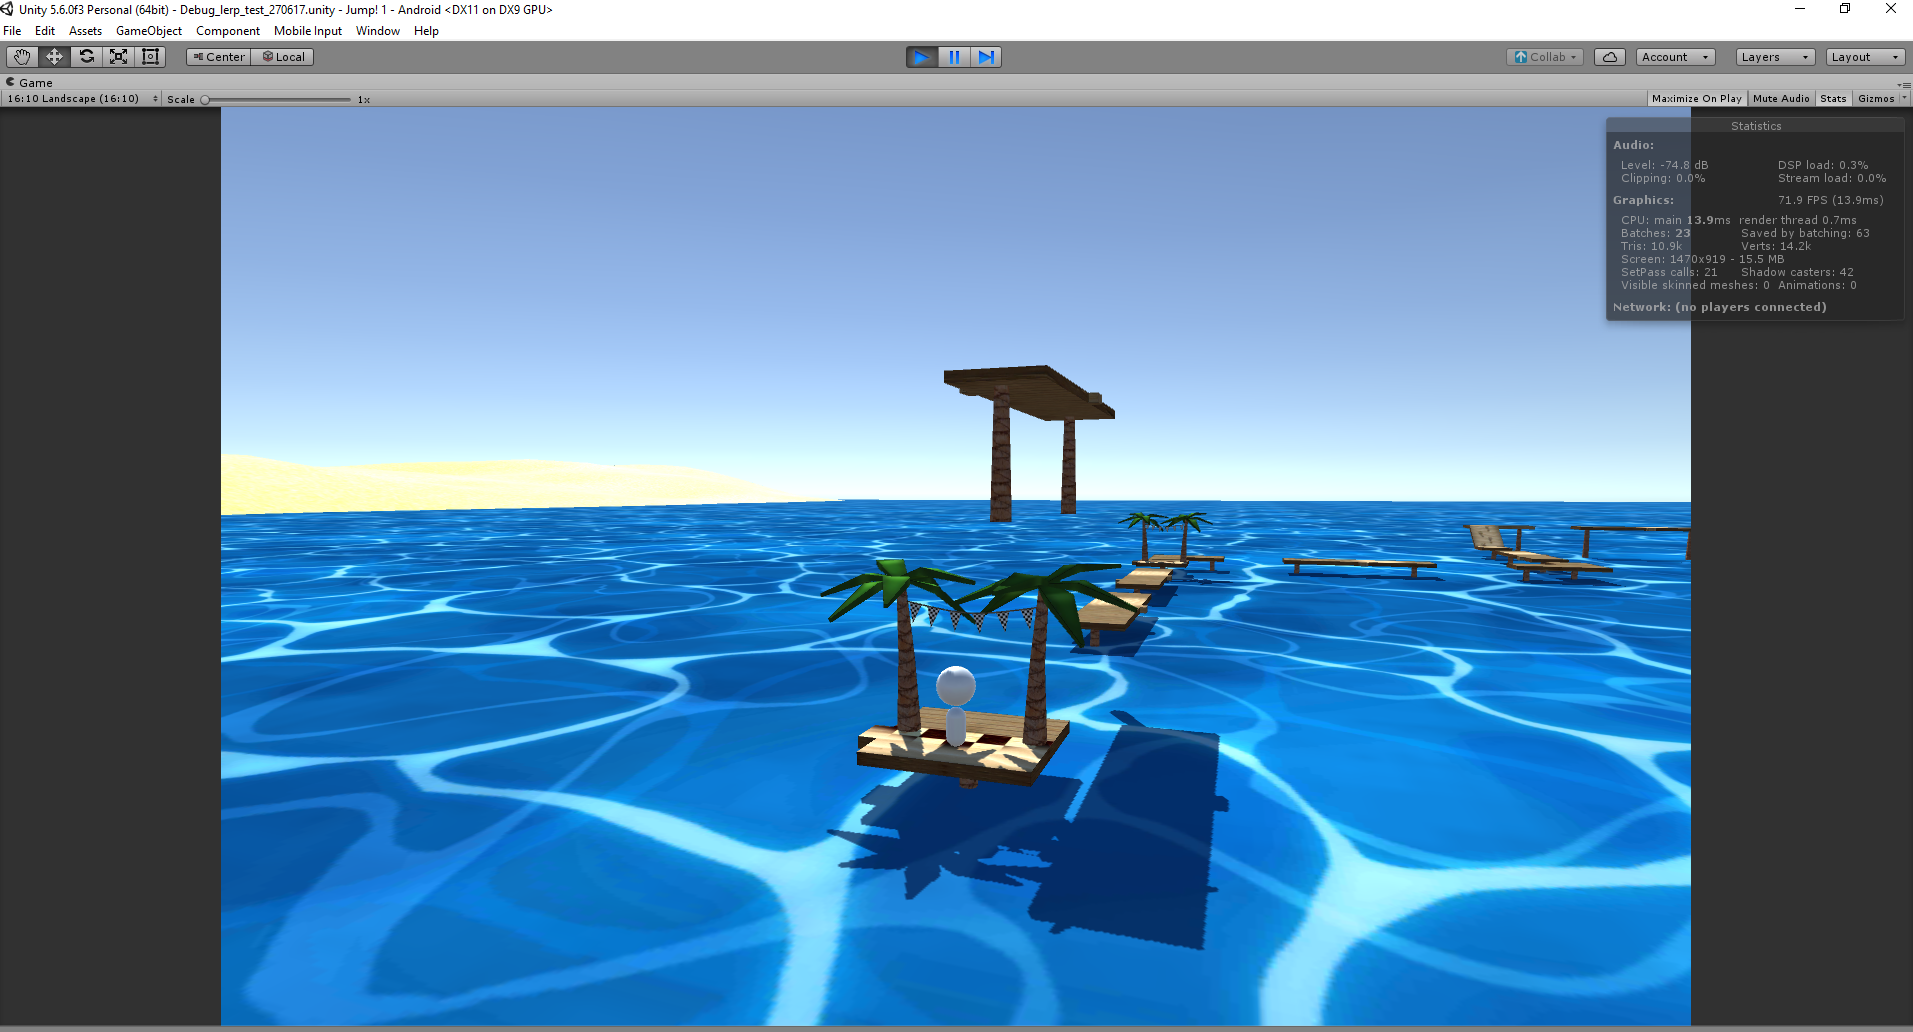 Unity 5.6.0f3 Personal (64bit) - Debug_lerp_test_270617.unity - Jump! 1 - Android <DX11 on DX9 GPU>
File Edit Assets GameObject Component Mobile Input Window Help
Center Local Collab Account Layers Layout
Game
16:10 Landscape (16:10) Scale 1x Maximize On Play Mute Audio Stats Gizmos
Statistics
Audio:
Level: -74.8 dB DSP load: 0.3%
Clipping: 0.0% Stream load: 0.0%
Graphics: 71.9 FPS (13.9ms)
CPU: main 13.9ms render thread 0.7ms
Batches: 23 Saved by batching: 63
Tris: 10.9k Verts: 14.2k
Screen: 1470x919 - 15.5 MB
SetPass calls: 21 Shadow casters: 42
Visible skinned meshes: 0 Animations: 0
Network: (no players connected)